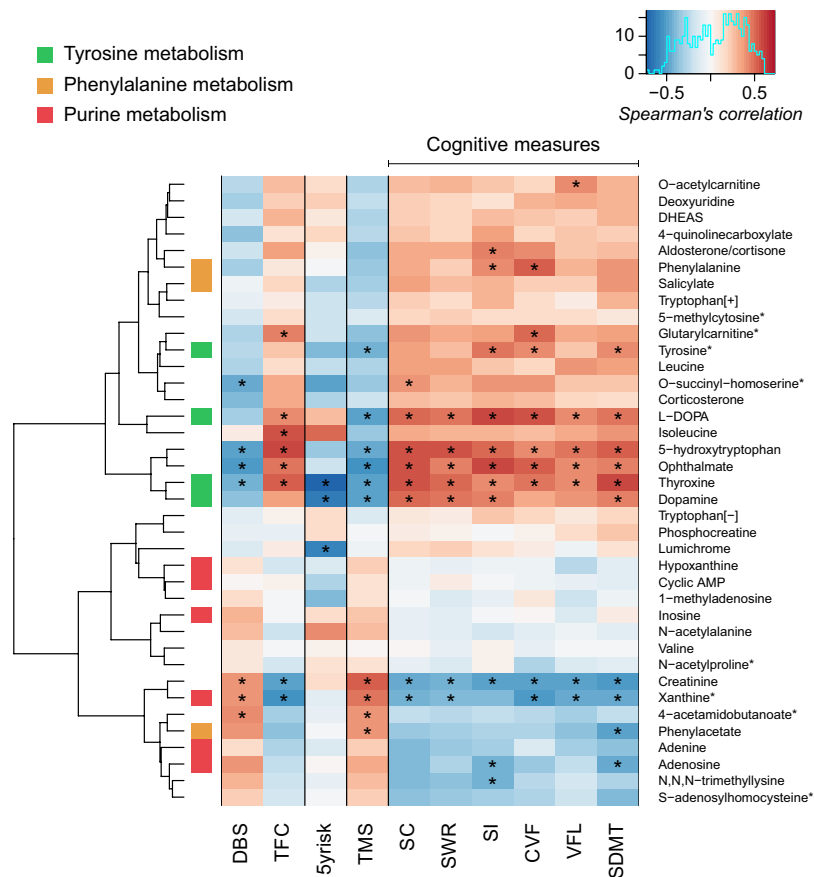 Tyrosine metabolism
Phenylalanine metabolism
Purine metabolism
10
0
−0.5 0.0 0.5
Spearman's correlation
Cognitive measures
O−acetylcarnitine
Deoxyuridine
DHEAS
4−quinolinecarboxylate
Aldosterone/cortisone
Phenylalanine
Salicylate
Tryptophan[+]
5−methylcytosine*
Glutarylcarnitine*
Tyrosine*
Leucine
O−succinyl−homoserine*
Corticosterone
L−DOPA
Isoleucine
5−hydroxytryptophan
Ophthalmate
Thyroxine
Dopamine
Tryptophan[−]
Phosphocreatine
Lumichrome
Hypoxanthine
Cyclic AMP
1−methyladenosine
Inosine
N−acetylalanine
Valine
N−acetylproline*
Creatinine
Xanthine*
4−acetamidobutanoate*
Phenylacetate
Adenine
Adenosine
N,N,N−trimethyllysine
S−adenosylhomocysteine*
DBS TFC 5yrisk TMS SC SWR SI CVF VFL SDMT